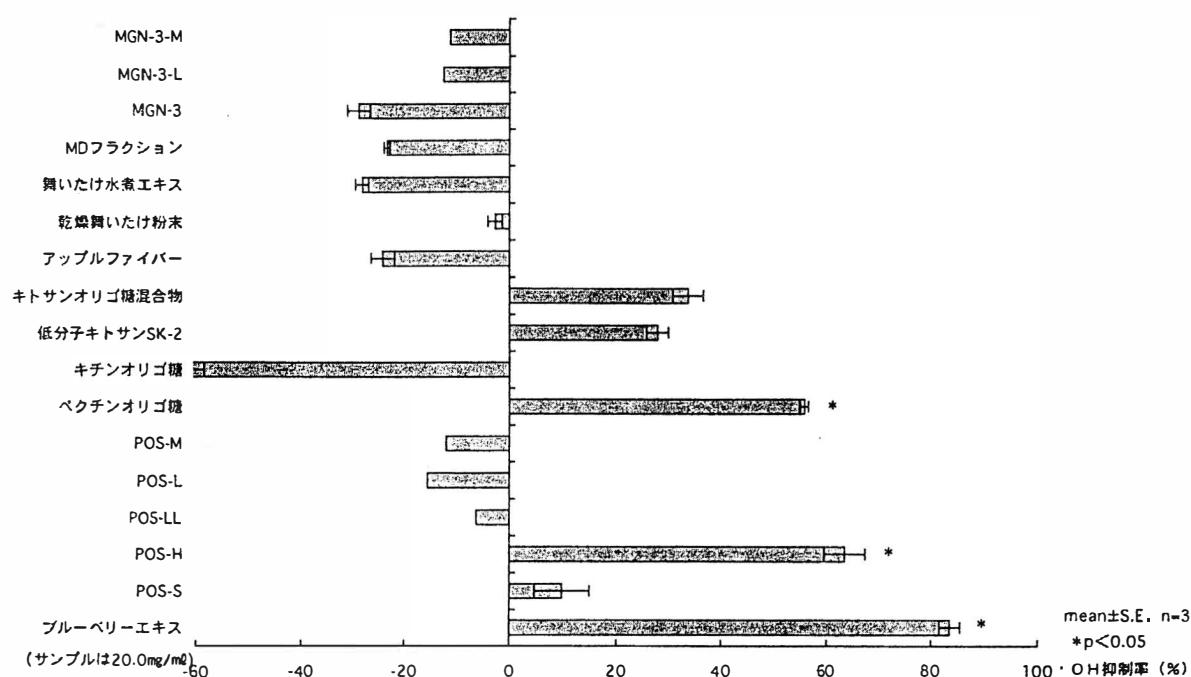 MGN-3-M
MGN-3-L
MGN-3
MDフラクション
舞いたけ水煮エキス
乾燥舞いたけ粉末
アップルファイバー
キトサンオリゴ糖混合物
低分子キトサンSK-2
キチンオリゴ糖
ペクチンオリゴ糖
*
POS-M
POS-L
POS-LL
POS-H
*
POS-S
ブルーベリーエキス
*
mean±S.E. n=3
*p<0.05
(サンプルは20.0mg/mℓ)
-60 -40 -20 0 20 40 60 80 100
・OH抑制率 (%)